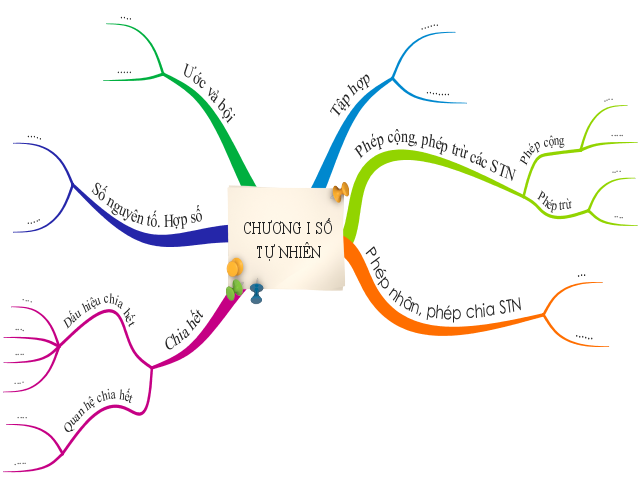 ....
.....
Ước và bội
......
........
Tập hợp
Phép cộng, phép trừ các STN
Phép cộng
....
.....
Phép trừ
....
....
CHƯƠNG I SỐ
TỰ NHIÊN
Số nguyên tố. Hợp số
.....
.....
Phép nhân, phép chia STN
...
......
Chia hết
Dấu hiệu chia hết
....
....
....
....
Quan hệ chia hết
....
....